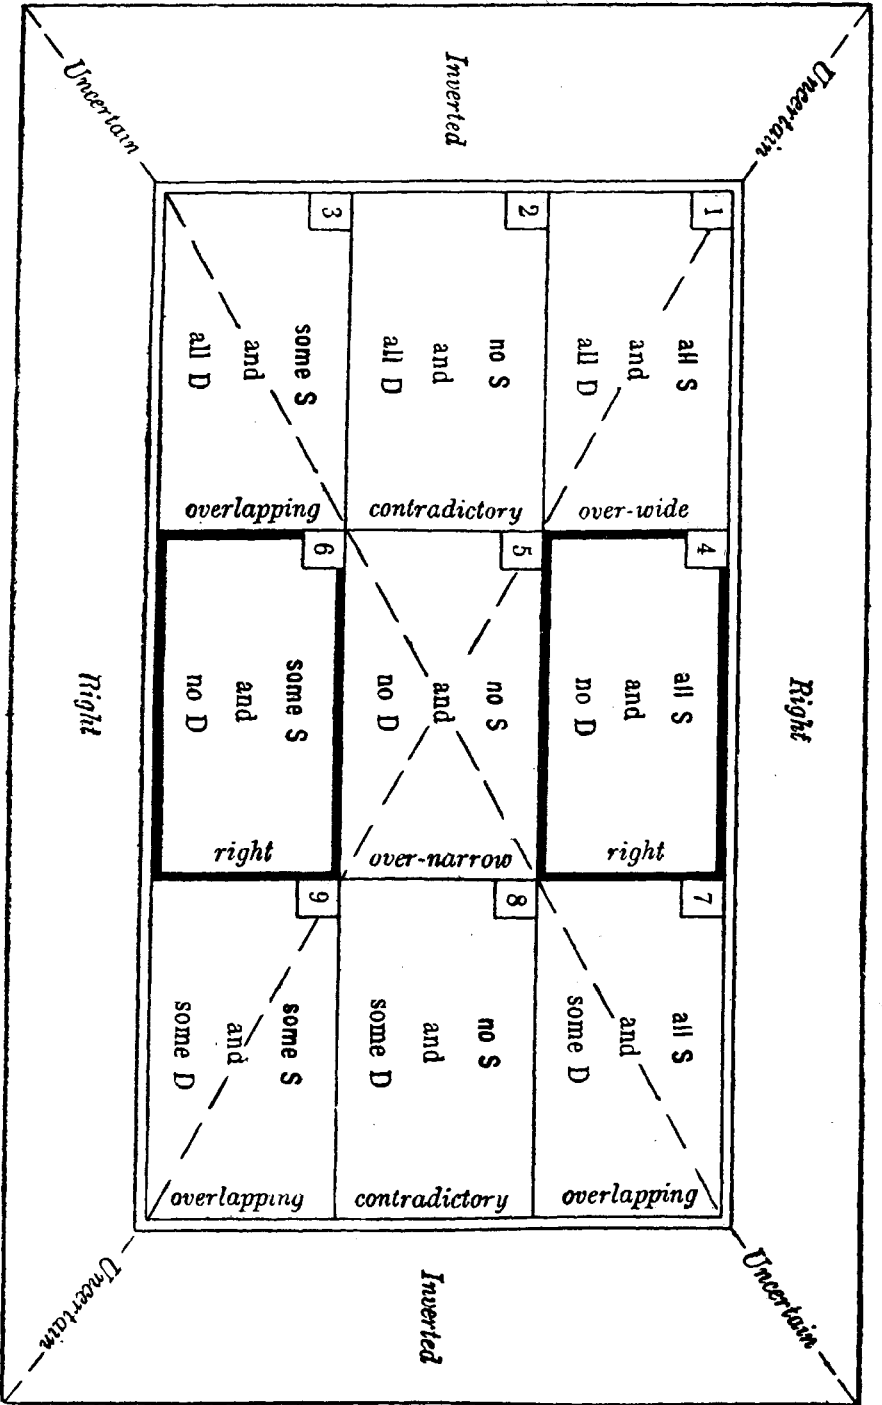 Uncertain
Right
Uncertain
1
all S
and
all D
over-wide
4
all S
and
no D
right
7
all S
and
some D
overlapping
Inverted
2
no S
and
all D
contradictory
5
no S
and
no D
over-narrow
8
no S
and
some D
contradictory
Inverted
3
some S
and
all D
overlapping
6
some S
and
no D
right
9
some S
and
some D
overlapping
Uncertain
Right
Uncertain